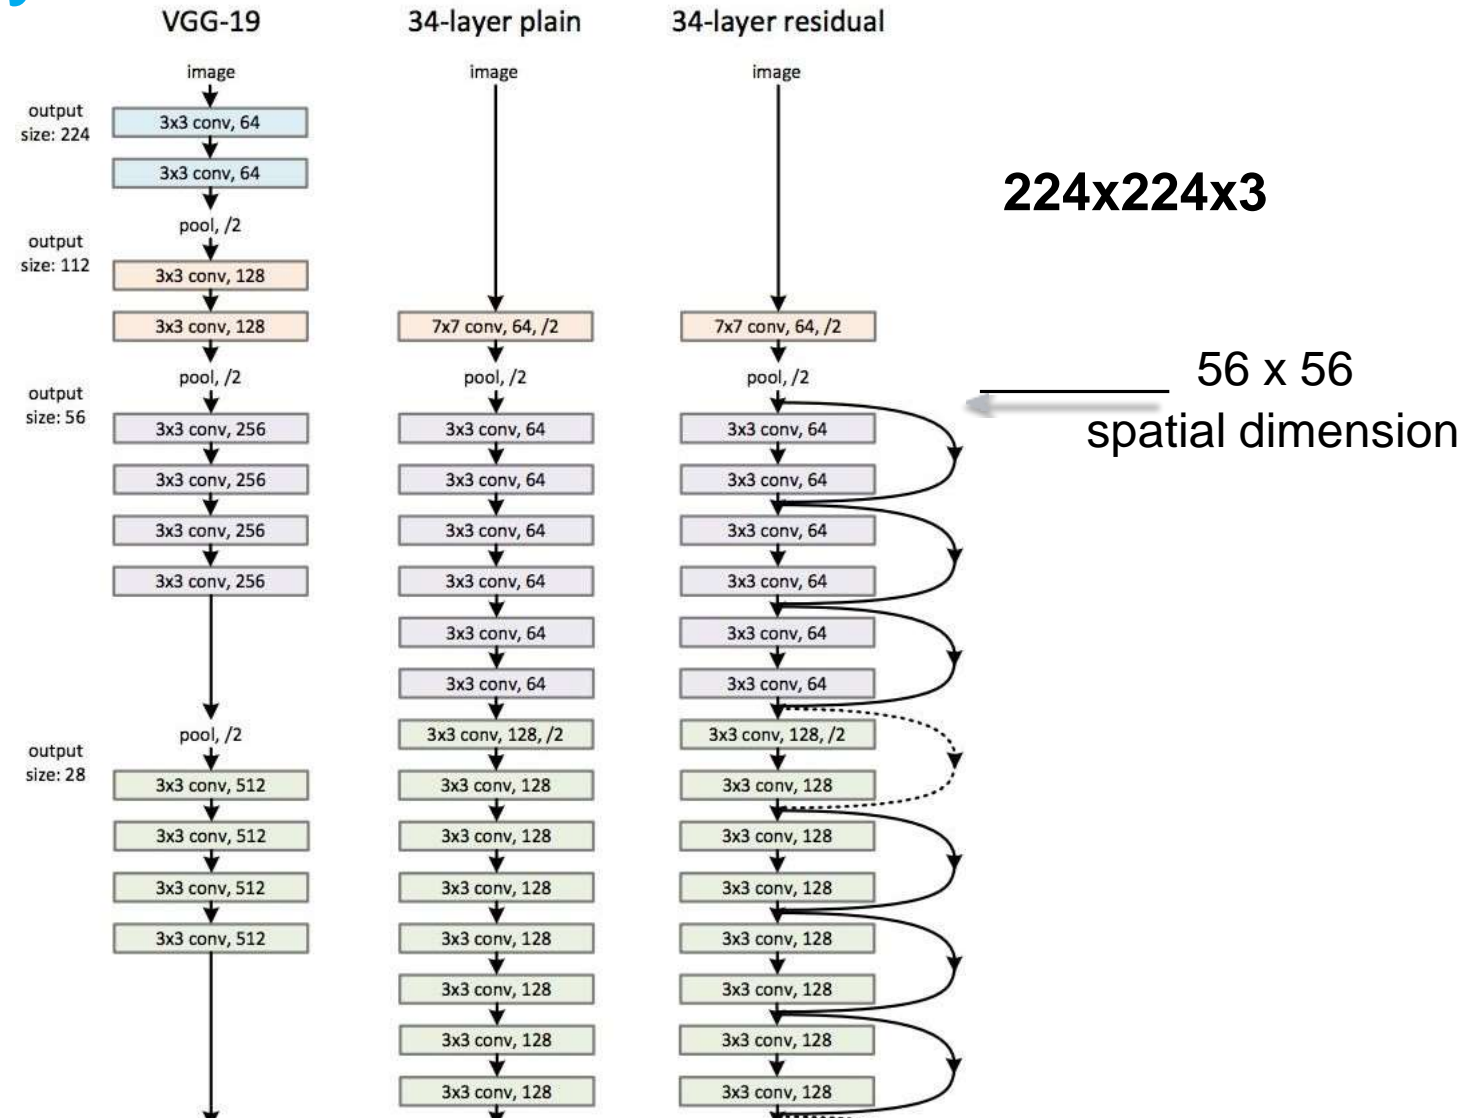 VGG-19
34-layer plain
34-layer residual
image
image
image
output
size: 224
3x3 conv, 64
3x3 conv, 64
224x224x3
pool, /2
output
size: 112
3x3 conv, 128
3x3 conv, 128
7x7 conv, 64, /2
7x7 conv, 64, /2
pool, /2
pool, /2
pool, /2
56 x 56
spatial dimension
output
size: 56
3x3 conv, 256
3x3 conv, 64
3x3 conv, 64
3x3 conv, 256
3x3 conv, 64
3x3 conv, 64
3x3 conv, 256
3x3 conv, 64
3x3 conv, 64
3x3 conv, 256
3x3 conv, 64
3x3 conv, 64
3x3 conv, 64
3x3 conv, 64
3x3 conv, 64
3x3 conv, 64
pool, /2
3x3 conv, 128, /2
3x3 conv, 128, /2
output
size: 28
3x3 conv, 512
3x3 conv, 128
3x3 conv, 128
3x3 conv, 512
3x3 conv, 128
3x3 conv, 128
3x3 conv, 512
3x3 conv, 128
3x3 conv, 128
3x3 conv, 512
3x3 conv, 128
3x3 conv, 128
3x3 conv, 128
3x3 conv, 128
3x3 conv, 128
3x3 conv, 128
3x3 conv, 128
3x3 conv, 128